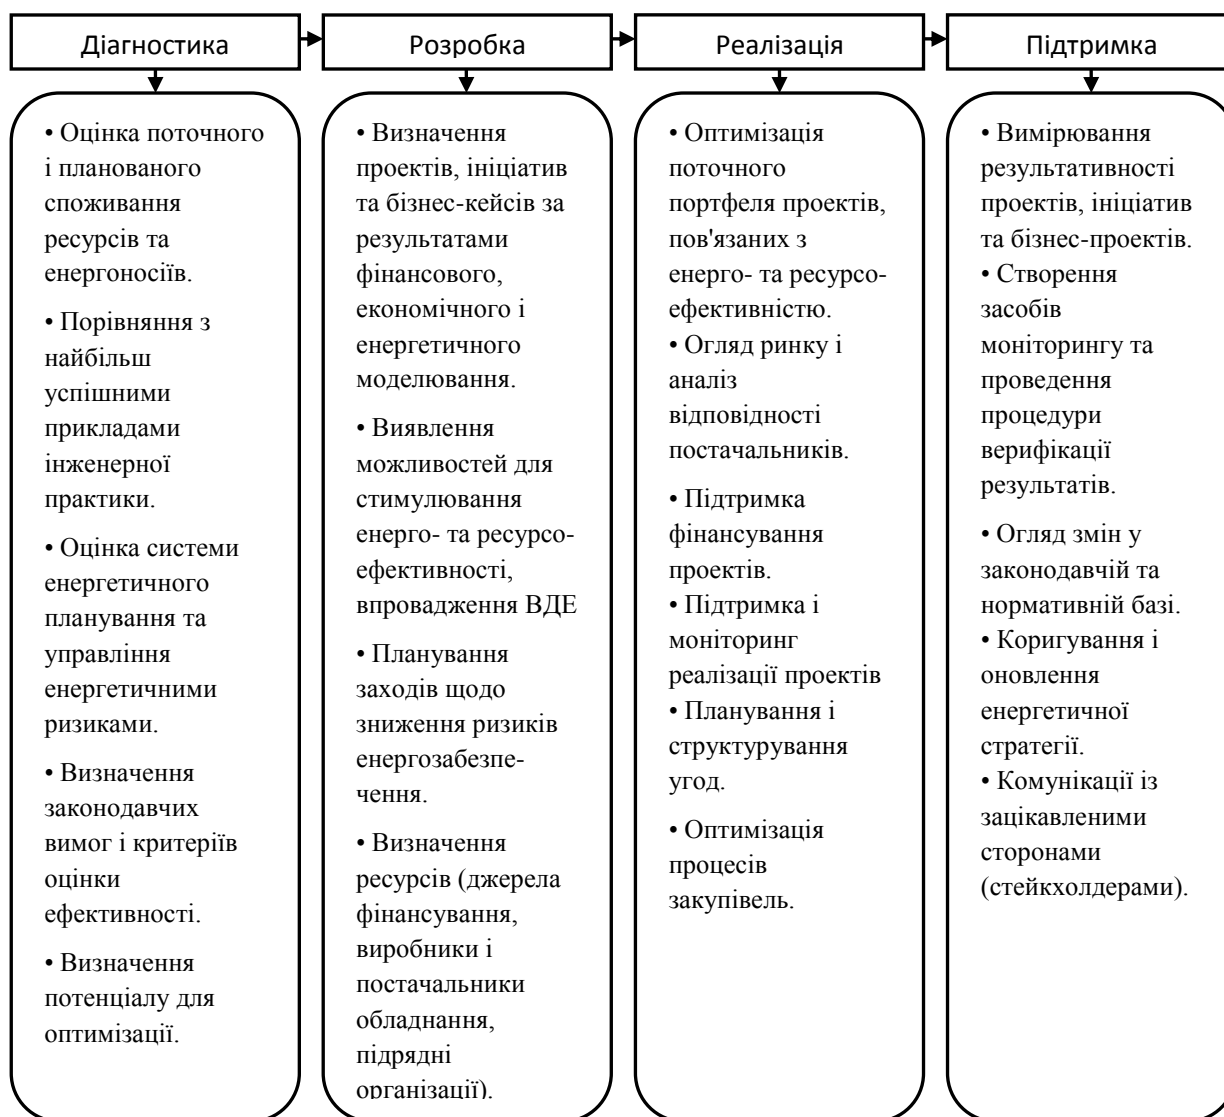 Діагностика
Розробка
Реалізація
Підтримка
• Оцінка поточного
і планованого
споживання
ресурсів та
енергоносіїв.
• Порівняння з
найбільш
успішними
прикладами
інженерної
практики.
• Оцінка системи
енергетичного
планування та
управління
енергетичними
ризиками.
• Визначення
законодавчих
вимог і критеріїв
оцінки
ефективності.
• Визначення
потенціалу для
оптимізації.
• Визначення
проектів, ініціатив
та бізнес-кейсів за
результатами
фінансового,
економічного і
енергетичного
моделювання.
• Виявлення
можливостей для
стимулювання
енерго- та ресурсо-
ефективності,
впровадження ВДЕ
• Планування
заходів щодо
зниження ризиків
енергозабезпе-
чення.
• Визначення
ресурсів (джерела
фінансування,
виробники і
постачальники
обладнання,
підрядні
організації).
• Оптимізація
поточного
портфеля проектів,
пов'язаних з
енерго- та ресурсо-
ефективністю.
• Огляд ринку і
аналіз
відповідності
постачальників.
• Підтримка
фінансування
проектів.
• Підтримка і
моніторинг
реалізації проектів
• Планування і
структурування
угод.
• Оптимізація
процесів
закупівель.
• Вимірювання
результативності
проектів, ініціатив
та бізнес-проектів.
• Створення
засобів
моніторингу та
проведення
процедури
верифікації
результатів.
• Огляд змін у
законодавчій та
нормативній базі.
• Коригування і
оновлення
енергетичної
стратегії.
• Комунікації із
зацікавленими
сторонами
(стейкхолдерами).